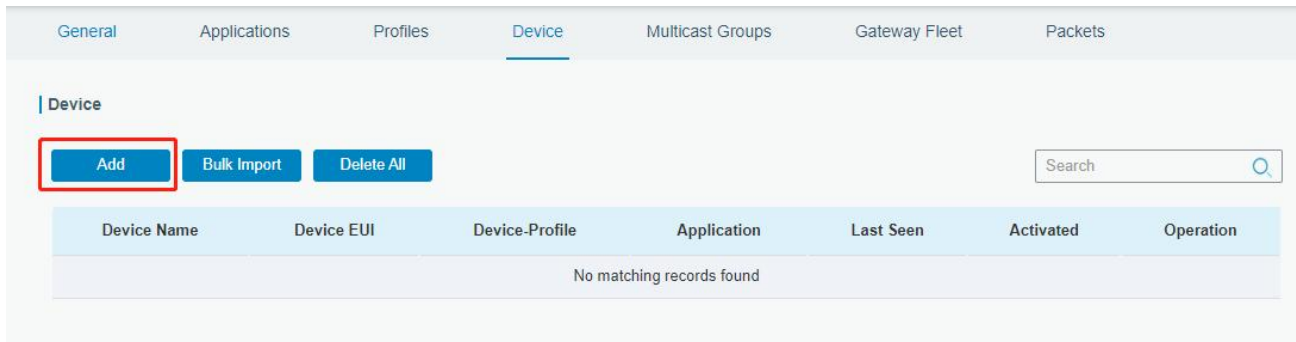 General Applications Profiles Device Multicast Groups Gateway Fleet Packets
Device
Add Bulk Import Delete All Search
Device Name Device EUI Device-Profile Application Last Seen Activated Operation
No matching records found